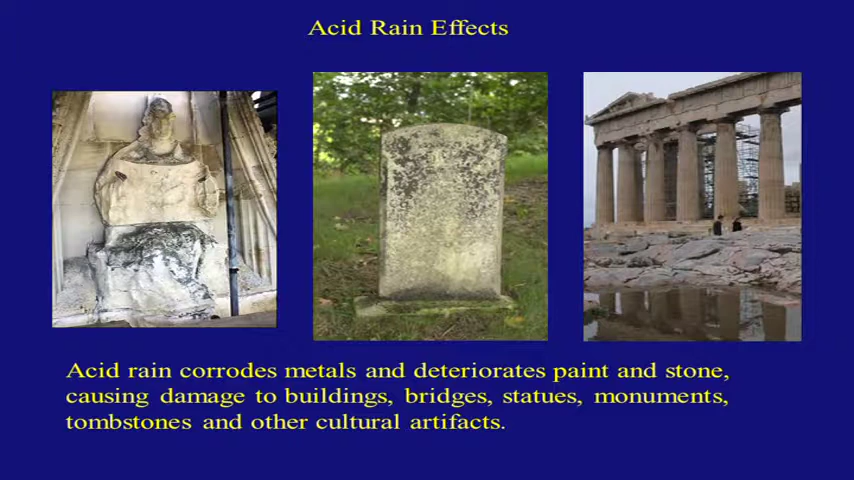 Acid Rain Effects
Acid rain corrodes metals and deteriorates paint and stone,
causing damage to buildings, bridges, statues, monuments,
tombstones and other cultural artifacts.